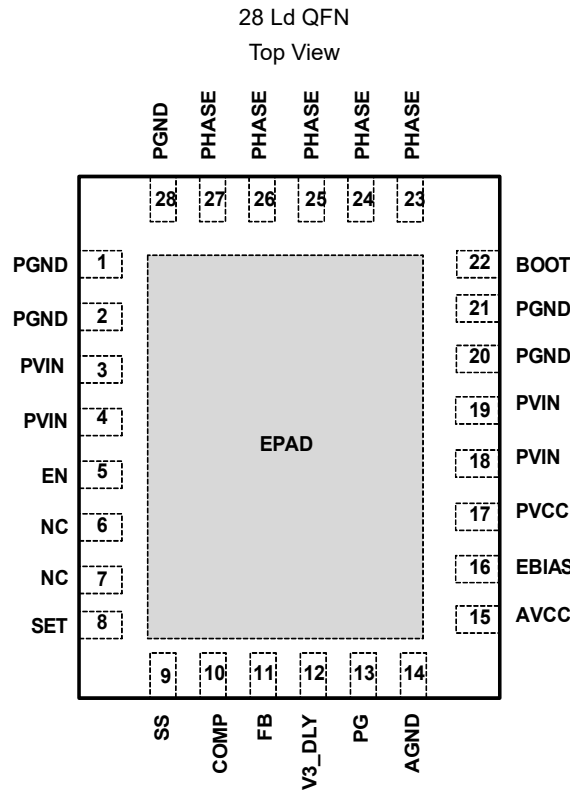 28 Ld QFN
Top View
PGND
PHASE
PHASE
PHASE
PHASE
PHASE
28
27
26
25
24
23
PGND
1
PGND
2
PVIN
3
PVIN
4
EN
5
NC
6
NC
7
SET
8
EPAD
22
BOOT
21
PGND
20
PGND
19
PVIN
18
PVIN
17
PVCC
16
EBIAS
15
AVCC
9
10
11
12
13
14
SS
COMP
FB
V3_DLY
PG
AGND